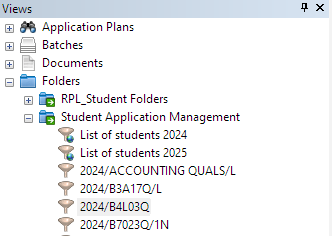 Views
Application Plans
Batches
Documents
Folders
RPL_Student Folders
Student Application Management
List of students 2024
List of students 2025
2024/ACCOUNTING QUALS/L
2024/B3A17Q/L
2024/B4L03Q
2024/B7023Q/1N